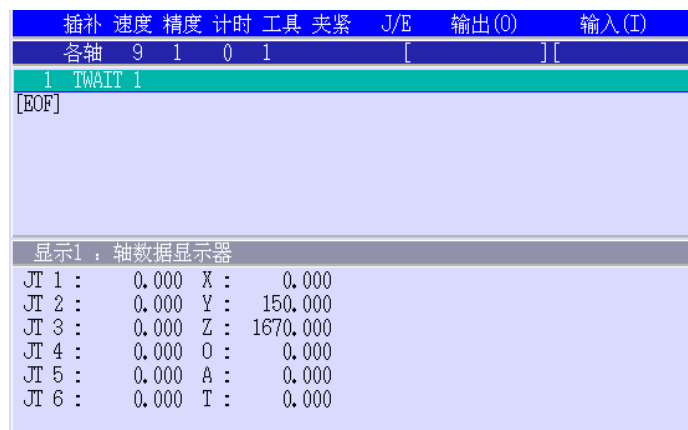 插补 速度 精度 计时 工具 夹紧 J/E 输出(O) 输入(I)
各轴 9 1 0 1 [ ][
1 TWAIT 1
[EOF]
显示1 : 轴数据显示器
JT 1 : 0.000 X : 0.000
JT 2 : 0.000 Y : 150.000
JT 3 : 0.000 Z : 1670.000
JT 4 : 0.000 O : 0.000
JT 5 : 0.000 A : 0.000
JT 6 : 0.000 T : 0.000